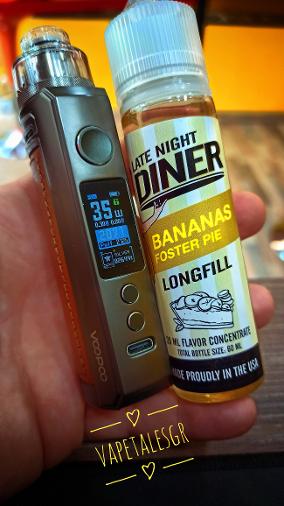 LATE NIGHT
DINER
BANANAS
FOSTER PIE
LONGFILL
ML FLAVOR CONCENTRATE
TOTAL BOTTLE SIZE: 60 ML
MADE PROUDLY IN THE USA
35 W
VOOPOO
VAPETALESGR